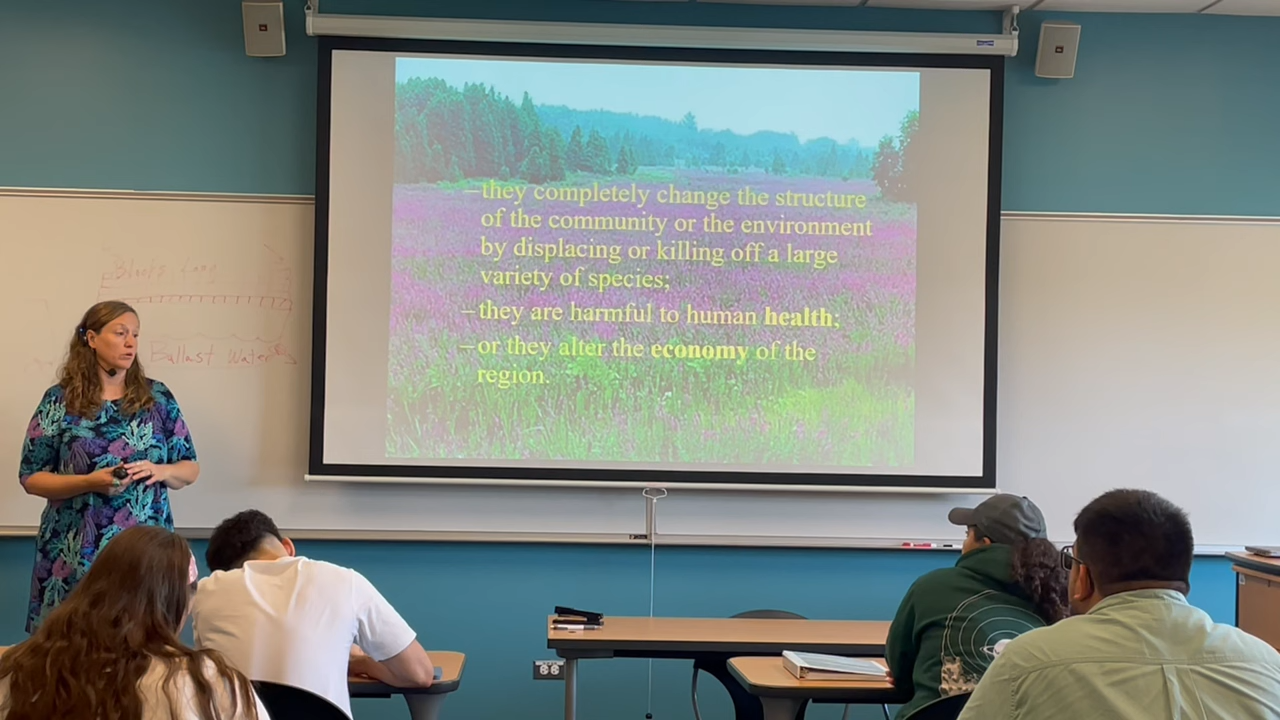 –they completely change the structure
of the community or the environment
by displacing or killing off a large
variety of species;
–they are harmful to human health;
–or they alter the economy of the
region.
Ballast Water